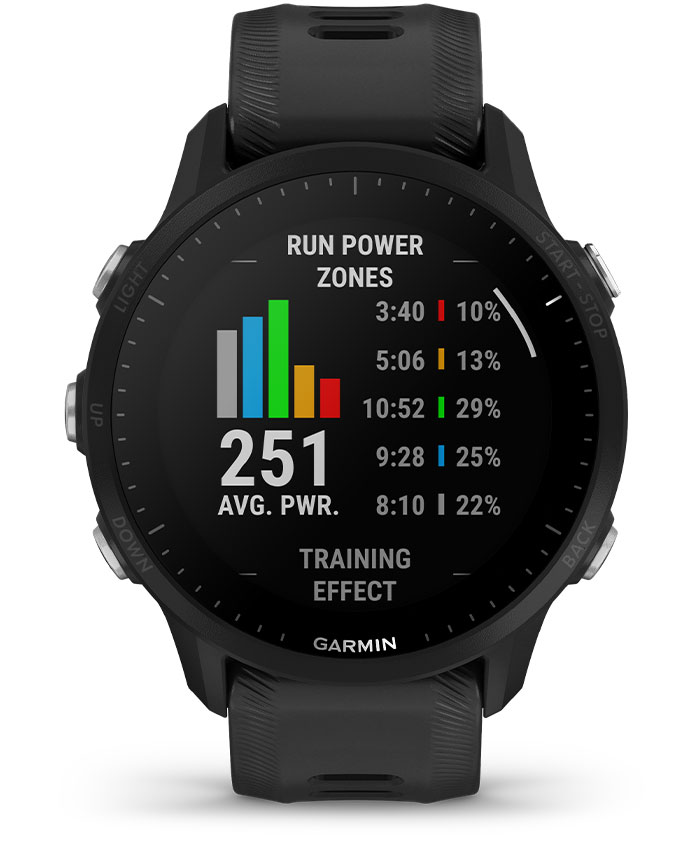 RUN POWER
ZONES
3:40 10%
5:06 13%
10:52 29%
9:28 25%
8:10 22%
251
AVG. PWR.
TRAINING
EFFECT
GARMIN
LIGHT
UP
DOWN
START - STOP
BACK